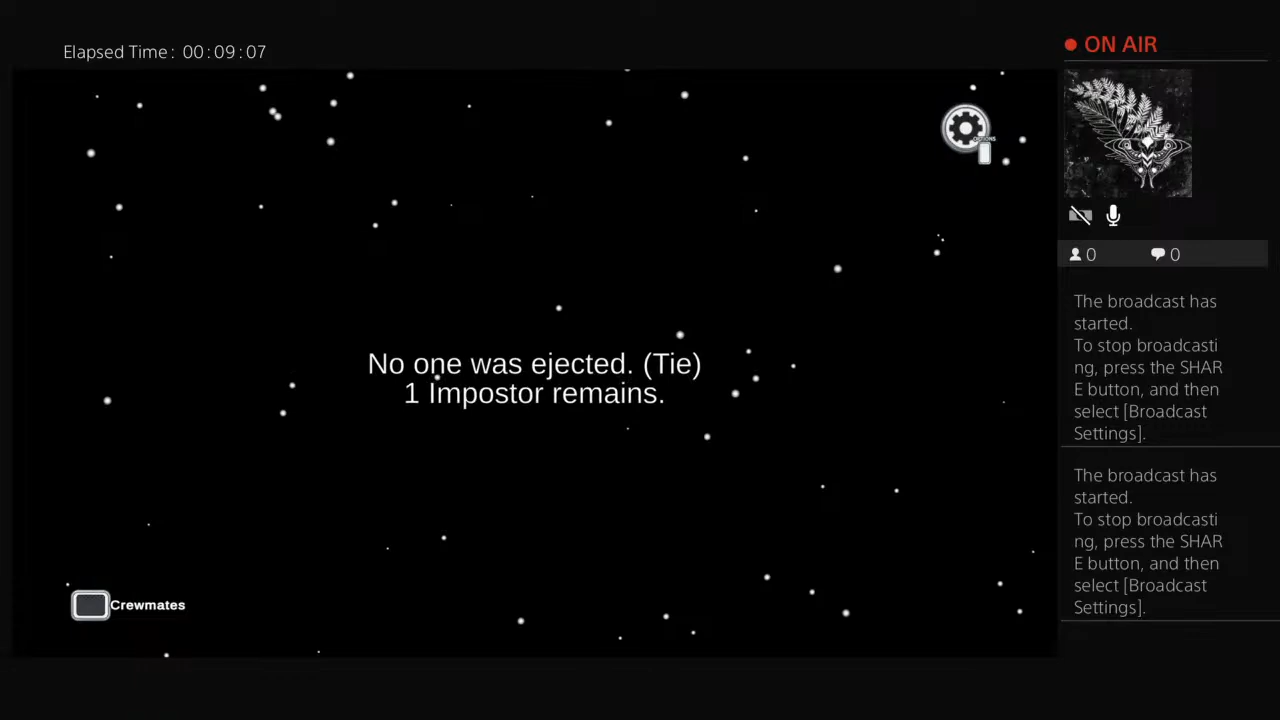 Elapsed Time: 00:09:07
ON AIR
OPTIONS
0
0
The broadcast has
started.
To stop broadcasti
ng, press the SHAR
E button, and then
select [Broadcast
Settings].
The broadcast has
started.
To stop broadcasti
ng, press the SHAR
E button, and then
select [Broadcast
Settings].
No one was ejected. (Tie)
1 Impostor remains.
Crewmates